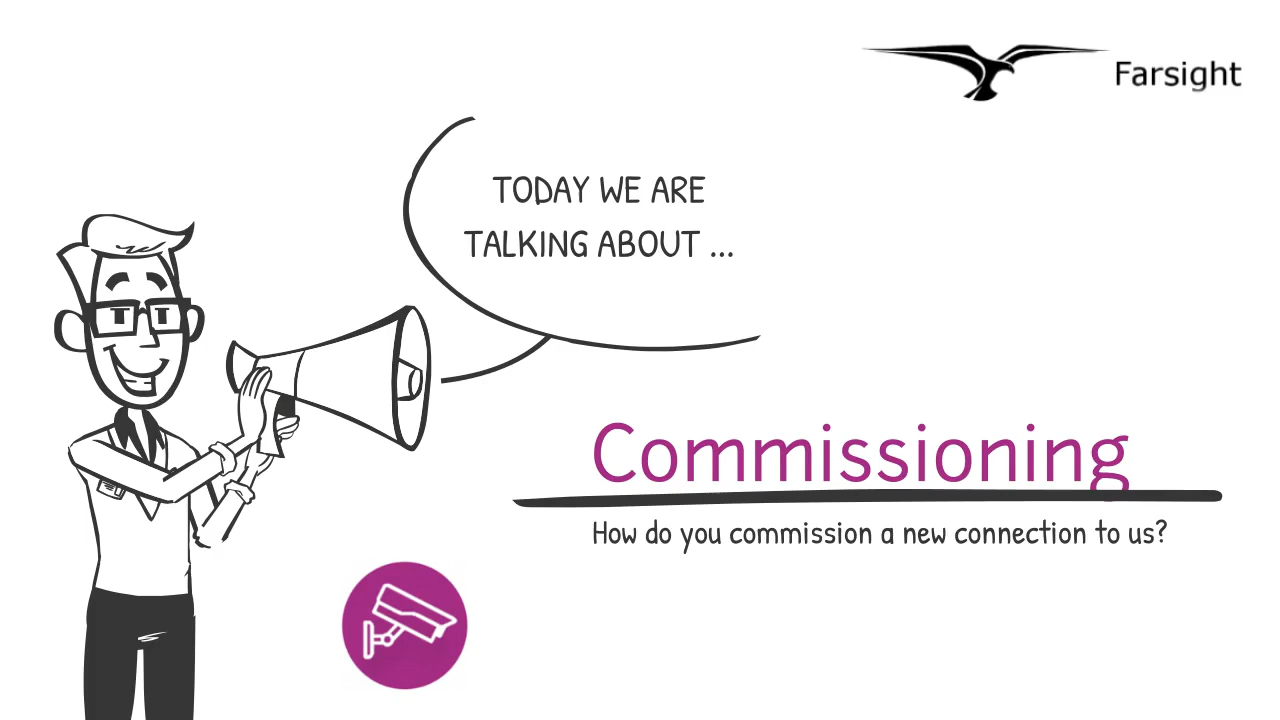 Farsight
TODAY WE ARE
TALKING ABOUT ...
Commissioning
How do you commission a new connection to us?